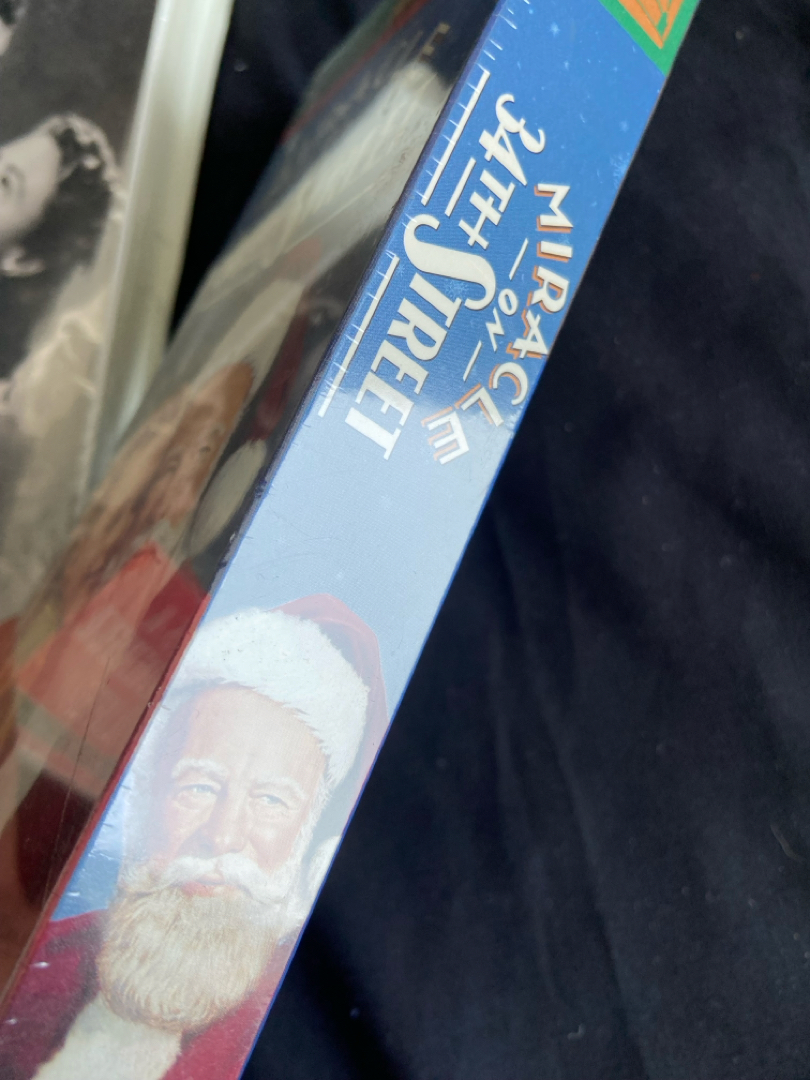 MIRACLE
— ON —
34TH STREET